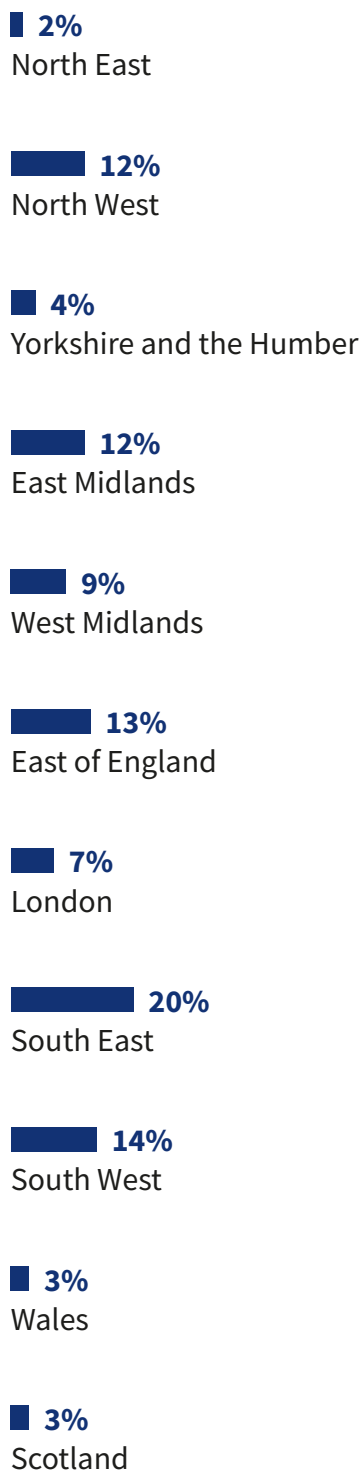 2%
North East
12%
North West
4%
Yorkshire and the Humber
12%
East Midlands
9%
West Midlands
13%
East of England
7%
London
20%
South East
14%
South West
3%
Wales
3%
Scotland